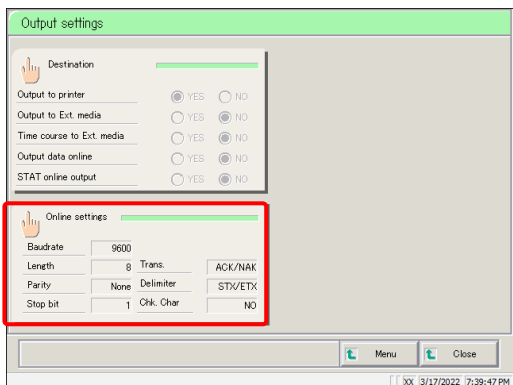 Output settings
Destination
Output to printer YES NO
Output to Ext. media YES NO
Time course to Ext. media YES NO
Output data online YES NO
STAT online output YES NO
Online settings
Baudrate 9600
Length 8 Trans. ACK/NAK
Parity None Delimiter STX/ETX
Stop bit 1 Chk. Char NO
Menu Close
XX 3/17/2022 7:39:47 PM